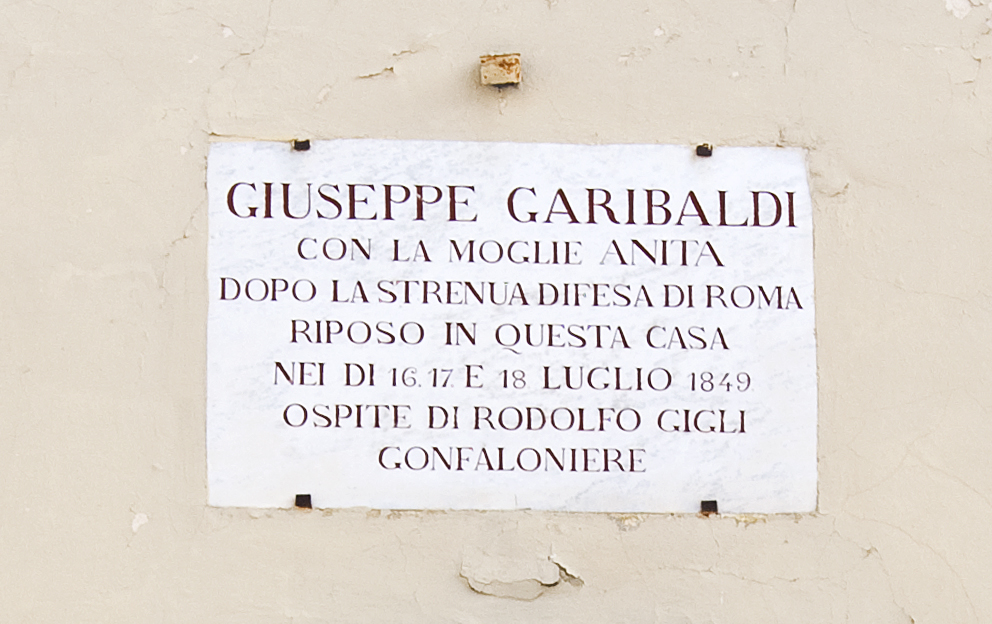 GIUSEPPE GARIBALDI
CON LA MOGLIE ANITA
DOPO LA STRENUA DIFESA DI ROMA
RIPOSO IN QUESTA CASA
NEI DI 16.17. E 18 LUGLIO 1849.
OSPITE DI RODOLFO GIGLI
GONFALONIERE